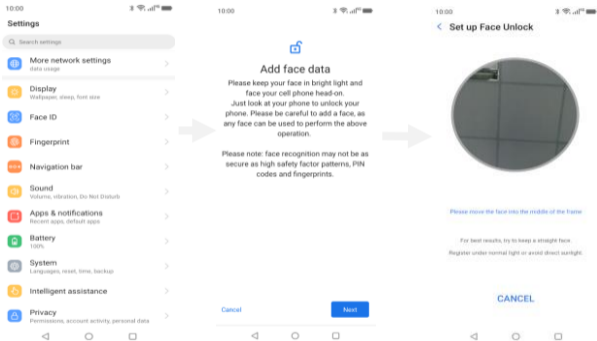 10:00
Settings
Search settings
More network settings
data usage
Display
Wallpaper, sleep, font size
Face ID
Fingerprint
Navigation bar
Sound
Volume, vibration, Do Not Disturb
Apps & notifications
Recent apps, default apps
Battery
100%
System
Languages, reset, time, backup
Intelligent assistance
Privacy
Permissions, account activity, personal data
10:00
Add face data
Please keep your face in bright light and
face your cell phone head-on.
Just look at your phone to unlock your
phone. Please be careful to add a face, as
any face can be used to perform the above
operation.
Please note: face recognition may not be as
secure as high safety factor patterns, PIN
codes and fingerprints.
Cancel
Next
10:00
Set up Face Unlock
Please move the face into the middle of the frame
For best results, try to keep a straight face.
Register under normal light or avoid direct sunlight.
CANCEL